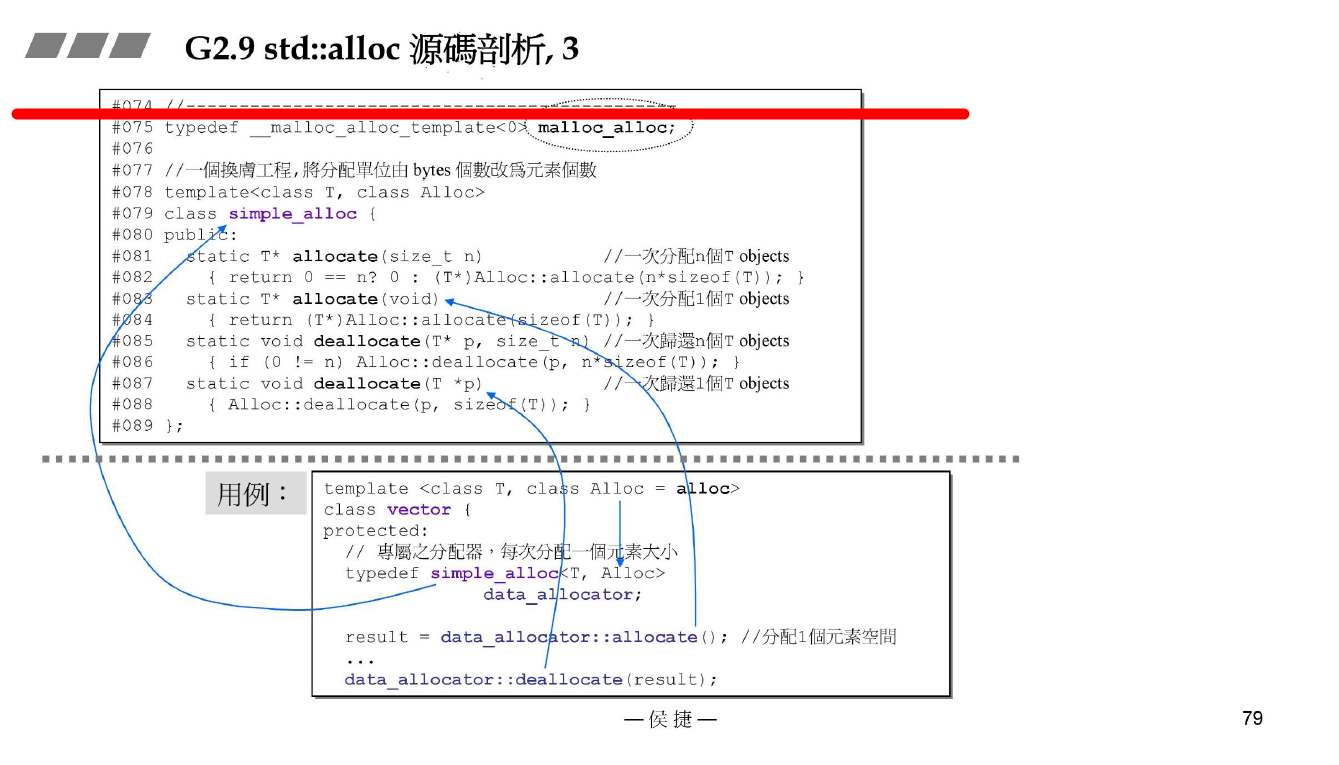 G2.9 std::alloc 源碼剖析, 3
#074 //-----------------------------------------------
#075 typedef __malloc_alloc_template<0> malloc_alloc;
#076
#077 //一個換膚工程,將分配單位由 bytes 個數改爲元素個數
#078 template<class T, class Alloc>
#079 class simple_alloc {
#080 public:
#081 static T* allocate(size_t n) //一次分配n個T objects
#082 { return 0 == n? 0 : (T*)Alloc::allocate(n*sizeof(T)); }
#083 static T* allocate(void) //一次分配1個T objects
#084 { return (T*)Alloc::allocate(sizeof(T)); }
#085 static void deallocate(T* p, size_t n) //一次歸還n個T objects
#086 { if (0 != n) Alloc::deallocate(p, n*sizeof(T)); }
#087 static void deallocate(T *p) //一次歸還1個T objects
#088 { Alloc::deallocate(p, sizeof(T)); }
#089 };
用例：
template <class T, class Alloc = alloc>
class vector {
protected:
// 專屬之分配器，每次分配一個元素大小
typedef simple_alloc<T, Alloc>
data_allocator;
result = data_allocator::allocate(); //分配1個元素空間
...
data_allocator::deallocate(result);
—侯捷—
79